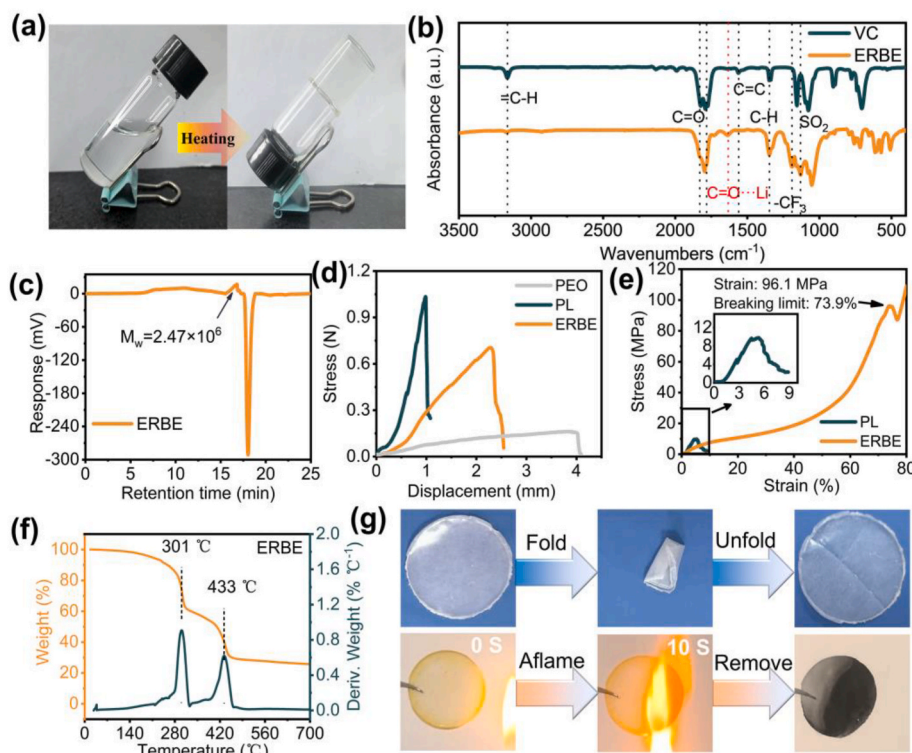 (a)
Heating
(b)
VC
ERBE
=C-H
C=O
C=C
C-H
SO2
C=O···Li
-CF3
Absorbance (a.u.)
3500 3000 2500 2000 1500 1000 500
Wavenumbers (cm-1)
(c)
0
-60
-120
-180
-240
-300
Response (mV)
Mw=2.47×10^6
ERBE
0 5 10 15 20 25
Retention time (min)
(d)
PEO
PL
ERBE
1.2
0.9
0.6
0.3
0.0
Stress (N)
0 1 2 3 4
Displacement (mm)
(e)
120
100
80
60
40
20
0
Stress (MPa)
Strain: 96.1 MPa
Breaking limit: 73.9%
12
8
4
0
0 3 6 9
PL
ERBE
0 20 40 60 80
Strain (%)
(f)
301 ℃
ERBE
433 ℃
100
80
60
40
20
0
Weight (%)
2.0
1.6
1.2
0.8
0.4
0.0
Deriv. Weight (% ℃-1)
0 140 280 420 560 700
Temperature (℃)
(g)
Fold
Unfold
0 S
Aflame
10 S
Remove